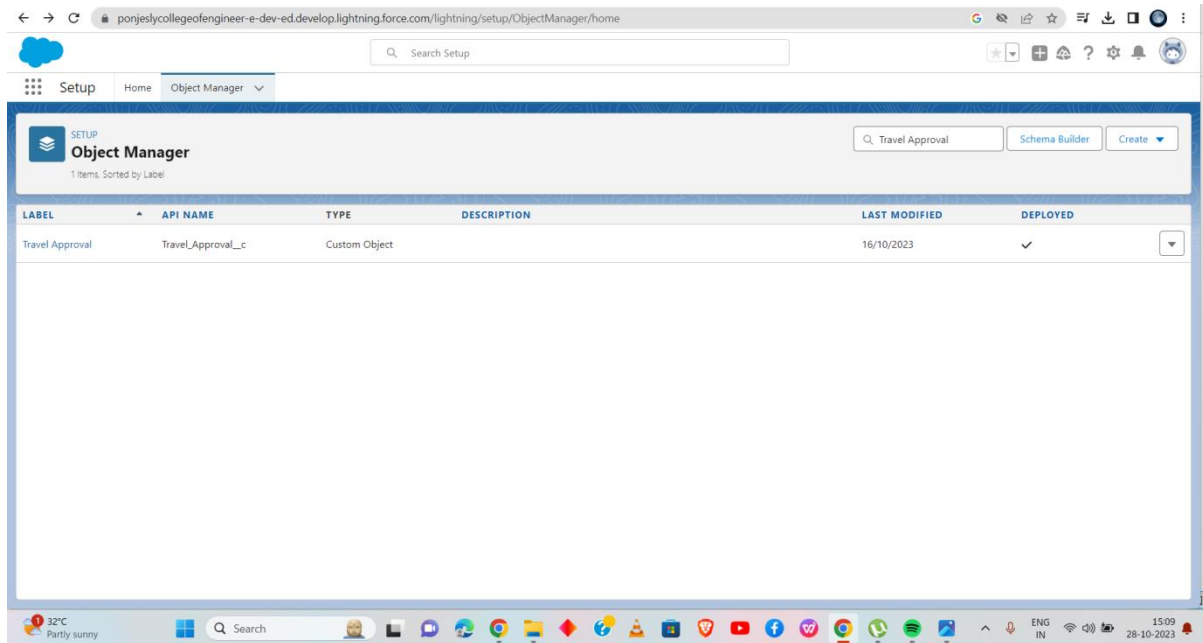 ponjeslycollegeofengineer-e-dev-ed.develop.lightning.force.com/lightning/setup/ObjectManager/home
Search Setup
Setup Home Object Manager
SETUP
Object Manager
1 Items. Sorted by Label
Travel Approval Schema Builder Create
LABEL API NAME TYPE DESCRIPTION LAST MODIFIED DEPLOYED
Travel Approval Travel_Approval__c Custom Object 16/10/2023
1 32°C
Partly sunny
Search
ENG
IN
15:09
28-10-2023